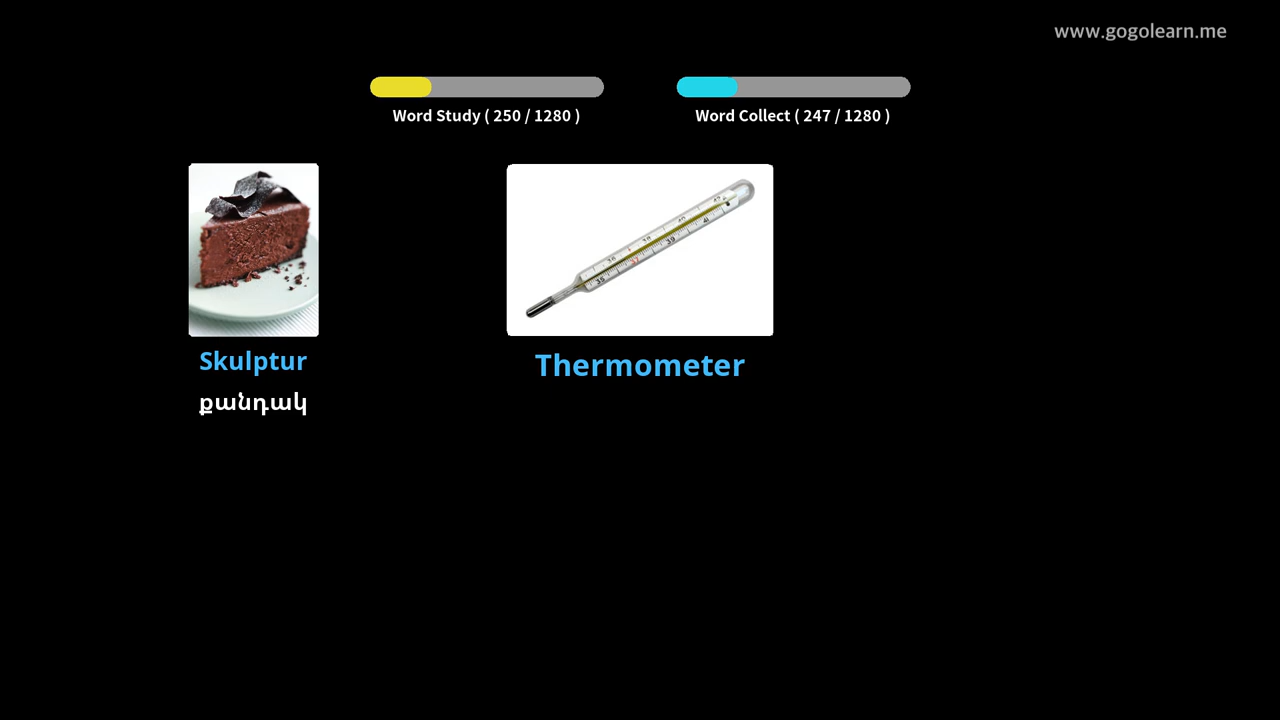 www.gogolearn.me
Word Study ( 250 / 1280 )
Word Collect ( 247 / 1280 )
Skulptur
քանդակ
Thermometer